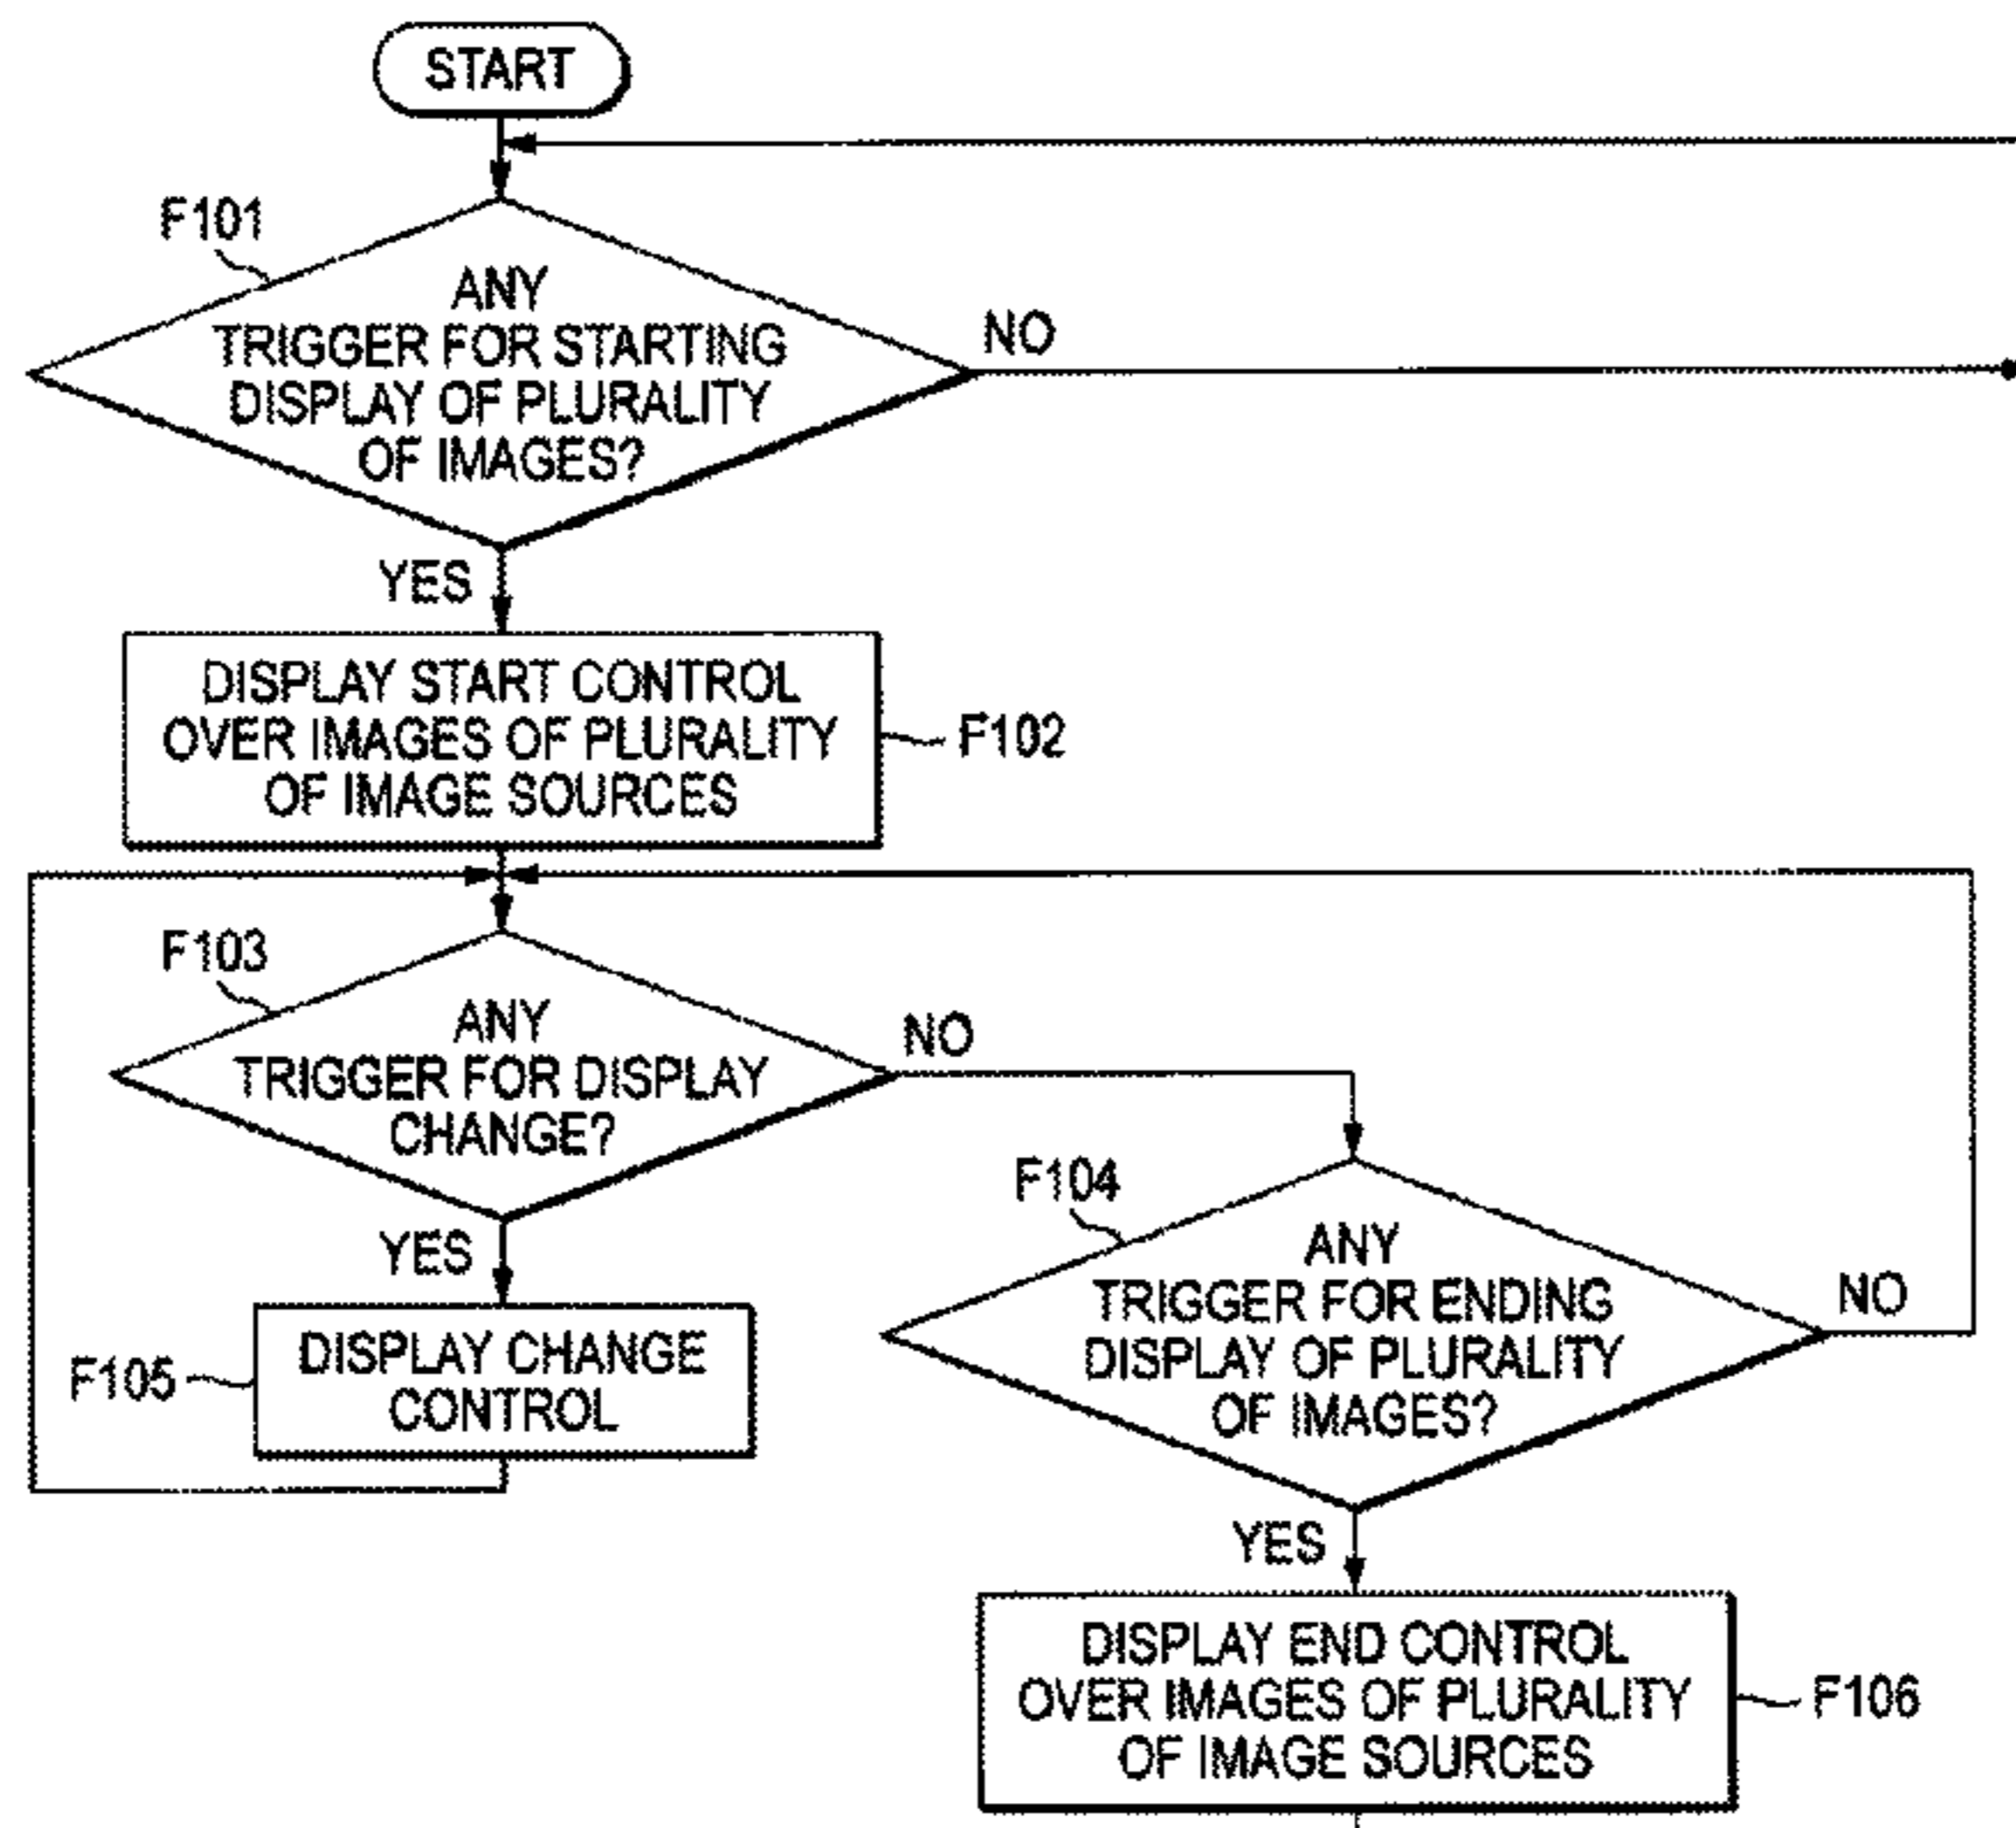 START
F101
ANY
TRIGGER FOR STARTING
DISPLAY OF PLURALITY
OF IMAGES?
NO
YES
DISPLAY START CONTROL
OVER IMAGES OF PLURALITY
OF IMAGE SOURCES
F102
F103
ANY
TRIGGER FOR DISPLAY
CHANGE?
NO
YES
F105
DISPLAY CHANGE
CONTROL
F104
ANY
TRIGGER FOR ENDING
DISPLAY OF PLURALITY
OF IMAGES?
NO
YES
DISPLAY END CONTROL
OVER IMAGES OF PLURALITY
OF IMAGE SOURCES
F106